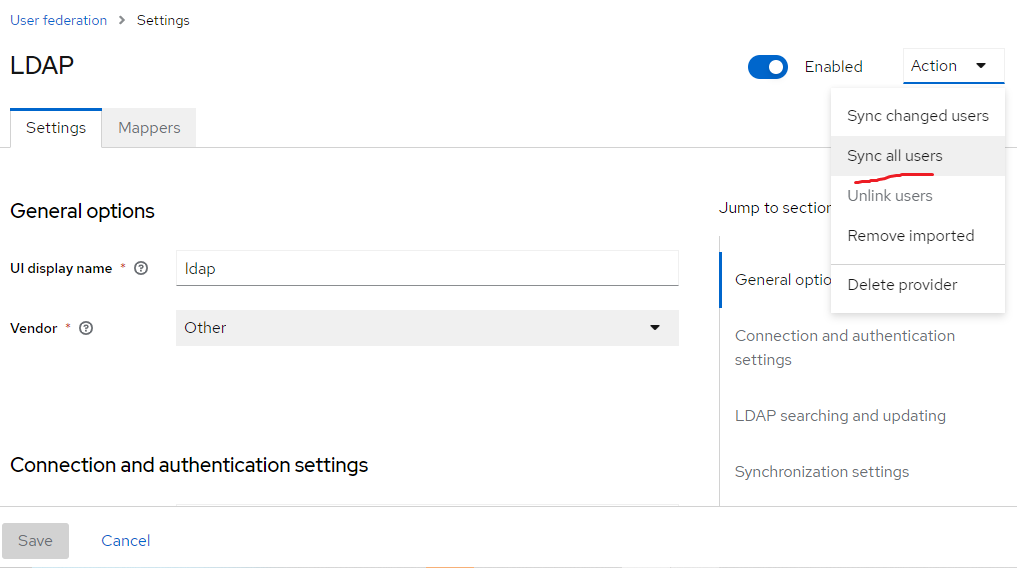 User federation > Settings
LDAP
Enabled
Action
Sync changed users
Sync all users
Unlink users
Remove imported
Delete provider
Settings
Mappers
General options
UI display name *
ldap
Vendor *
Other
Connection and authentication settings
Jump to section
General optio
Connection and authentication
settings
LDAP searching and updating
Synchronization settings
Save
Cancel